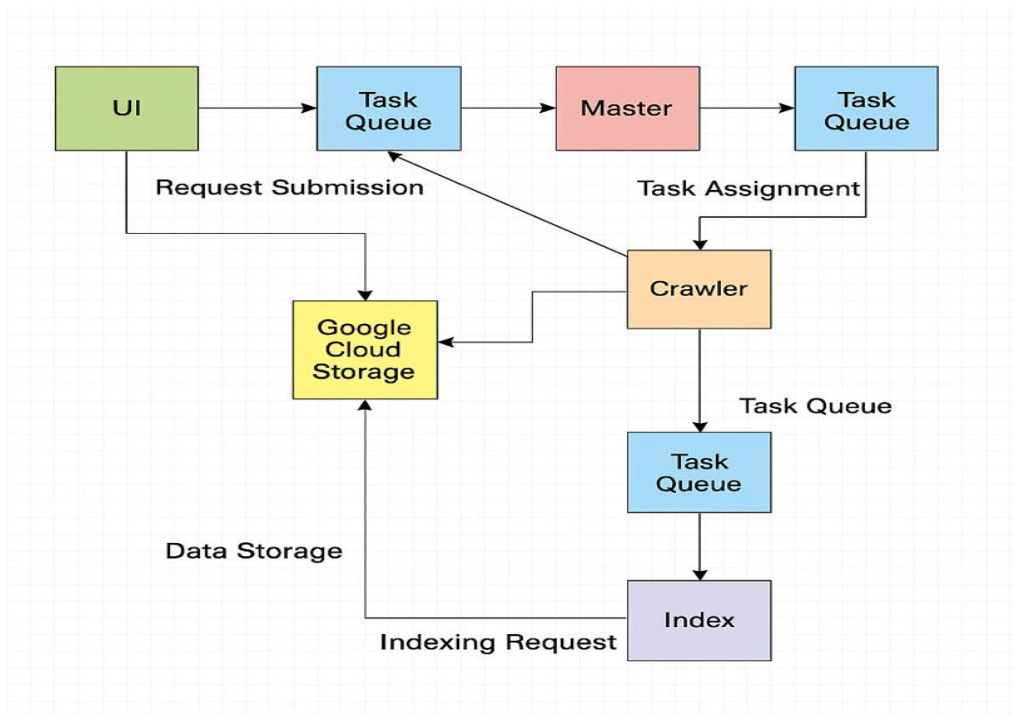 UI
Task
Queue
Master
Task
Queue
Request Submission
Task Assignment
Crawler
Google
Cloud
Storage
Task Queue
Task
Queue
Data Storage
Index
Indexing Request